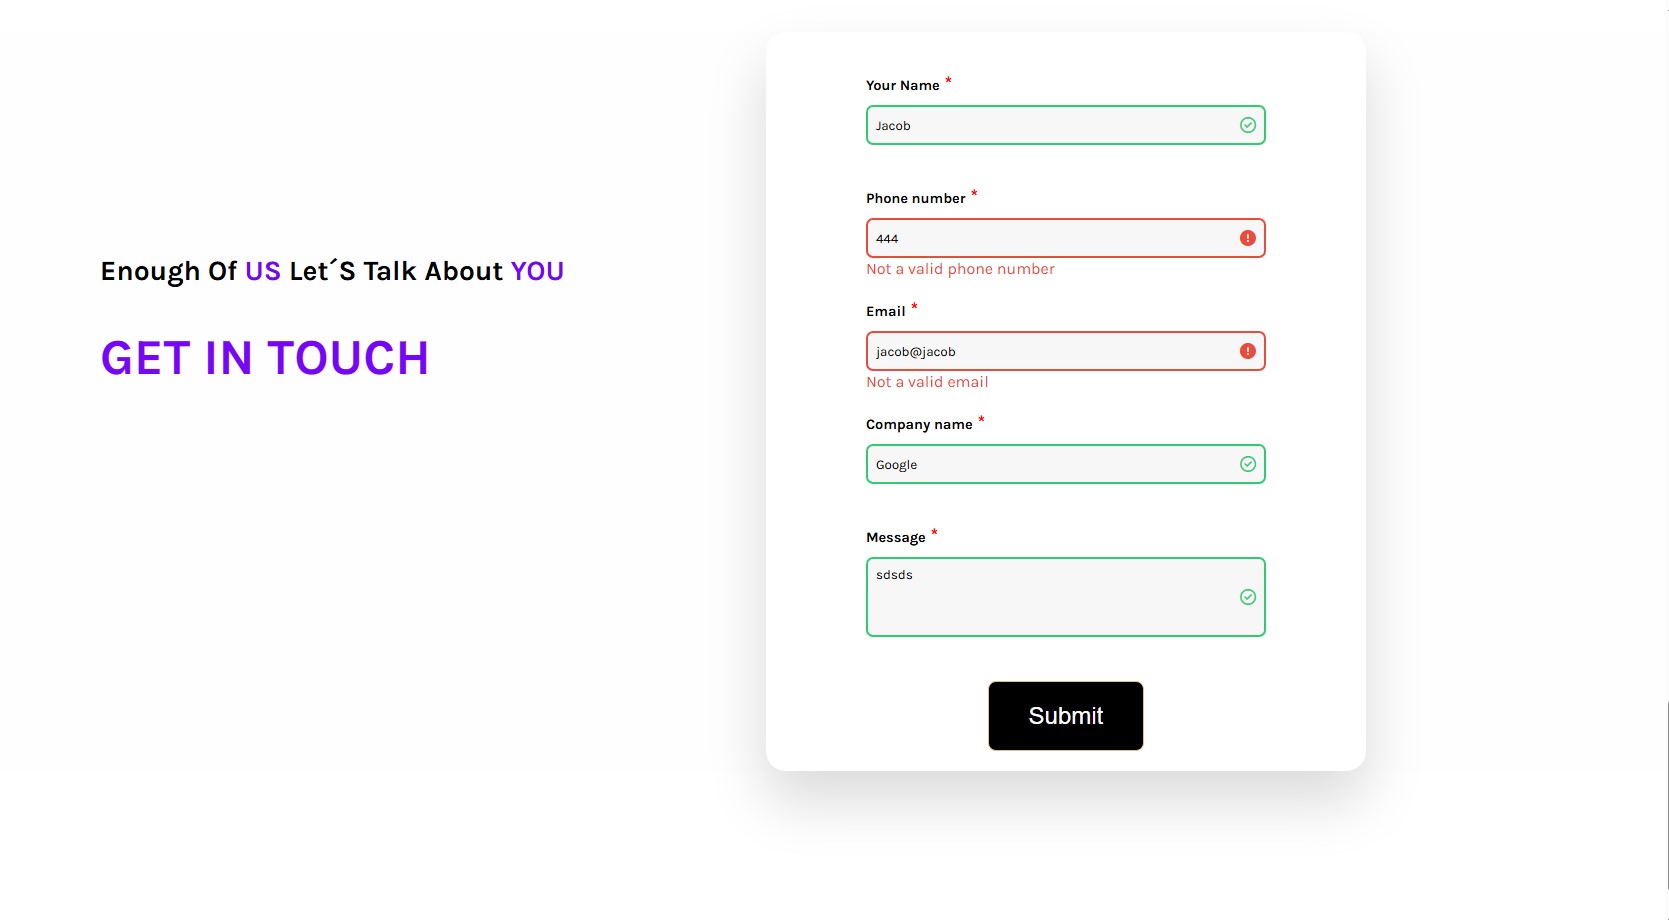 Enough Of US Let´S Talk About YOU
GET IN TOUCH
Your Name *
Jacob
Phone number *
444
Not a valid phone number
Email *
jacob@jacob
Not a valid email
Company name *
Google
Message *
sdsds
Submit